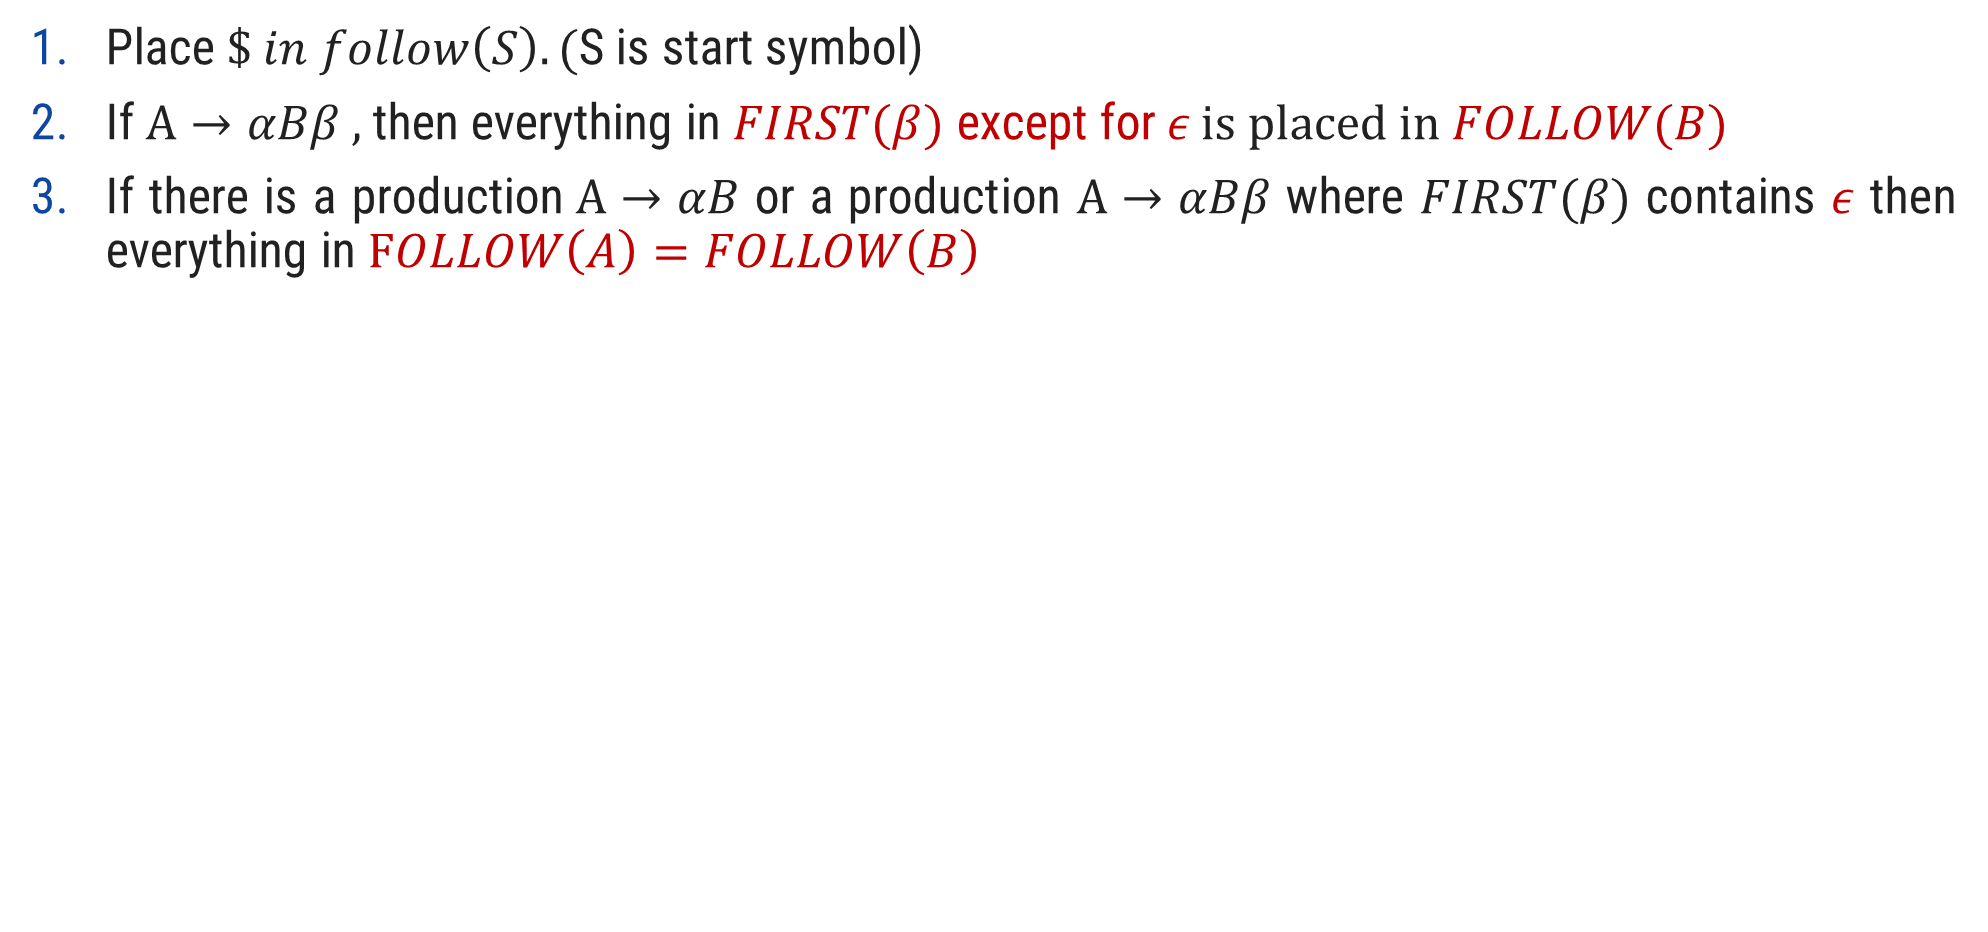 1. Place $ in follow(S). (S is start symbol)
2. If A → αBβ , then everything in FIRST(β) except for ϵ is placed in FOLLOW(B)
3. If there is a production A → αB or a production A → αBβ where FIRST(β) contains ϵ then
everything in FOLLOW(A) = FOLLOW(B)